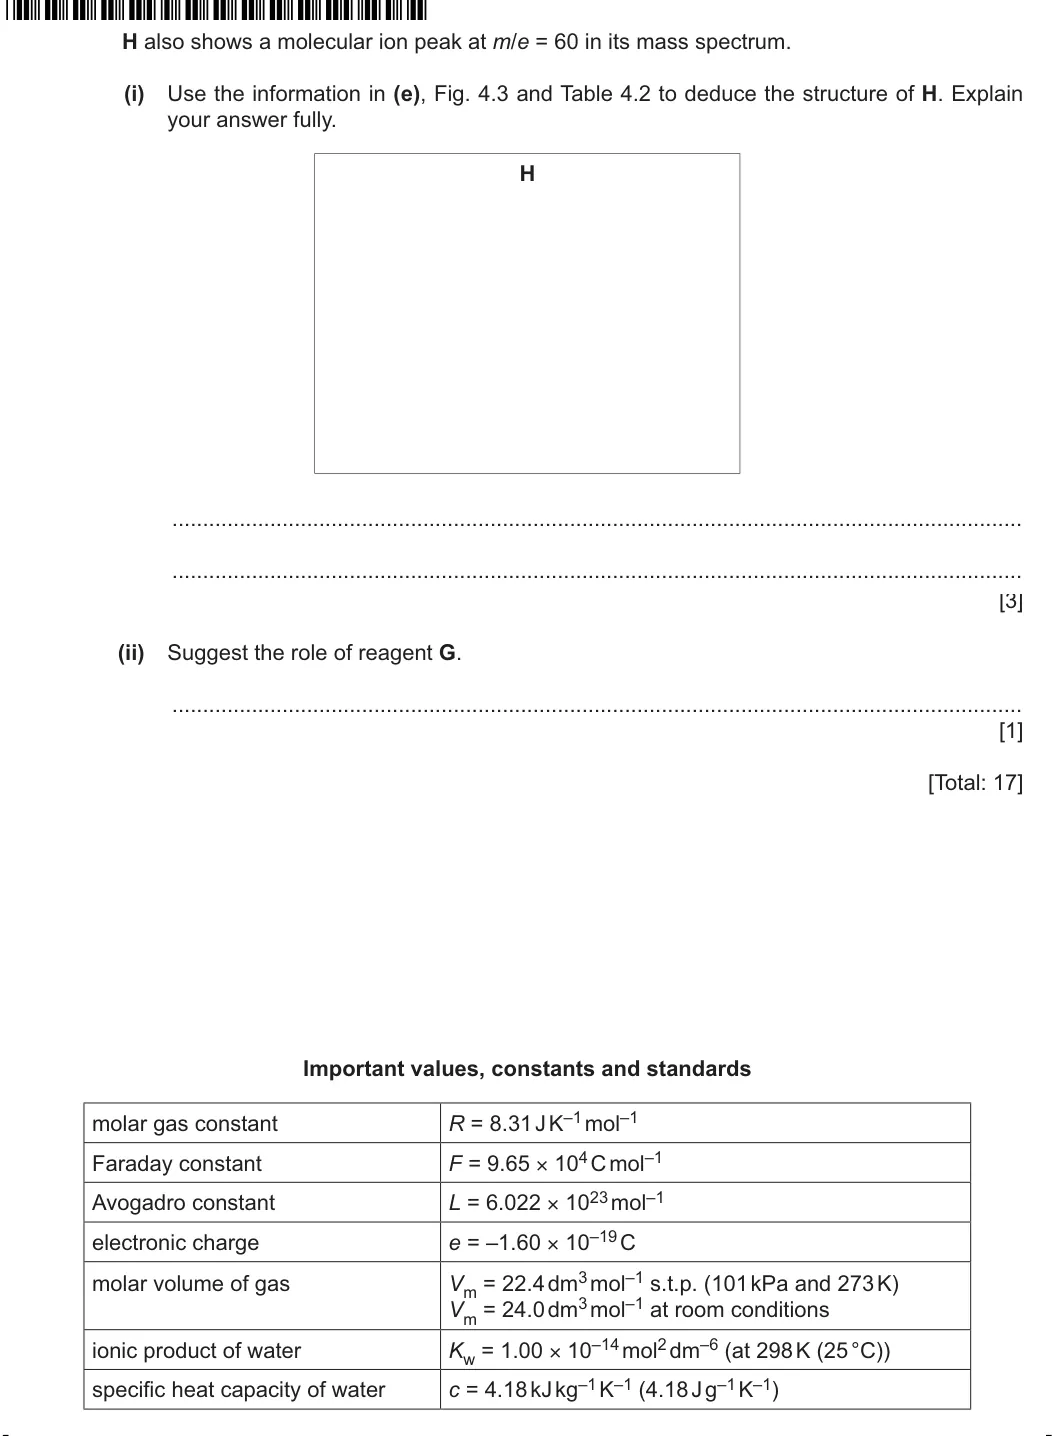 H also shows a molecular ion peak at m/e = 60 in its mass spectrum.
(i) Use the information in (e), Fig. 4.3 and Table 4.2 to deduce the structure of H. Explain
your answer fully.
H
[3]
(ii) Suggest the role of reagent G.
[1]
[Total: 17]
Important values, constants and standards
molar gas constant R = 8.31 J K⁻¹ mol⁻¹
Faraday constant F = 9.65 × 10⁴ C mol⁻¹
Avogadro constant L = 6.022 × 10²³ mol⁻¹
electronic charge e = –1.60 × 10⁻¹⁹ C
molar volume of gas Vₘ = 22.4 dm³ mol⁻¹ s.t.p. (101 kPa and 273 K)
Vₘ = 24.0 dm³ mol⁻¹ at room conditions
ionic product of water K_w = 1.00 × 10⁻¹⁴ mol² dm⁻⁶ (at 298 K (25 °C))
specific heat capacity of water c = 4.18 kJ kg⁻¹ K⁻¹ (4.18 J g⁻¹ K⁻¹)